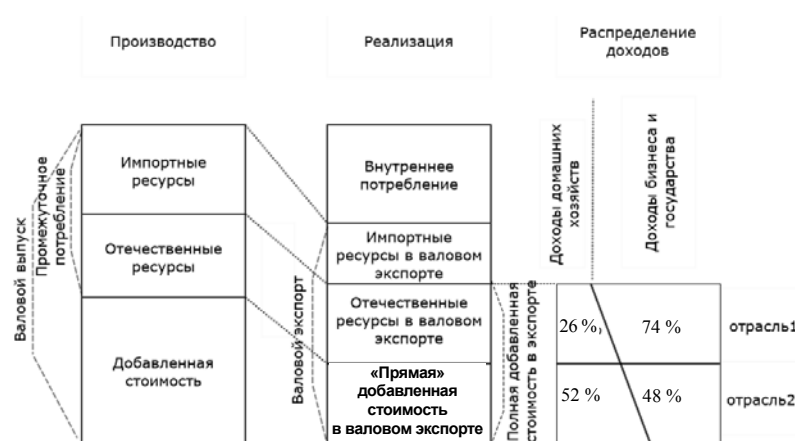 Производство
Реализация
Распределение
доходов
Валовой выпуск
Промежуточное
потребление
Импортные
ресурсы
Отечественные
ресурсы
Добавленная
стоимость
Валовой экспорт
Внутреннее
потребление
Импортные
ресурсы в валовом
экспорте
Отечественные
ресурсы в валовом
экспорте
«Прямая»
добавленная
стоимость
в валовом экспорте
Полная добавленная
стоимость в экспорте
Доходы домашних
хозяйств
Доходы бизнеса и
государства
26 %,
74 %
отрасль1
52 %
48 %
отрасль2